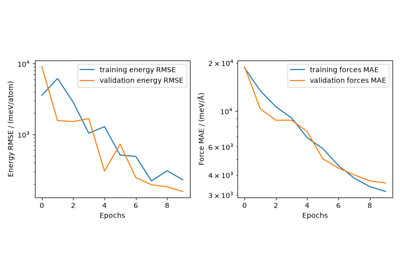 training energy RMSE
validation energy RMSE
Energy RMSE / (meV/atom)
10⁴
10³
0 2 4 6 8
Epochs
training forces MAE
validation forces MAE
Force MAE / (meV/Å)
2 × 10⁴
10⁴
6 × 10³
4 × 10³
3 × 10³
0 2 4 6 8
Epochs